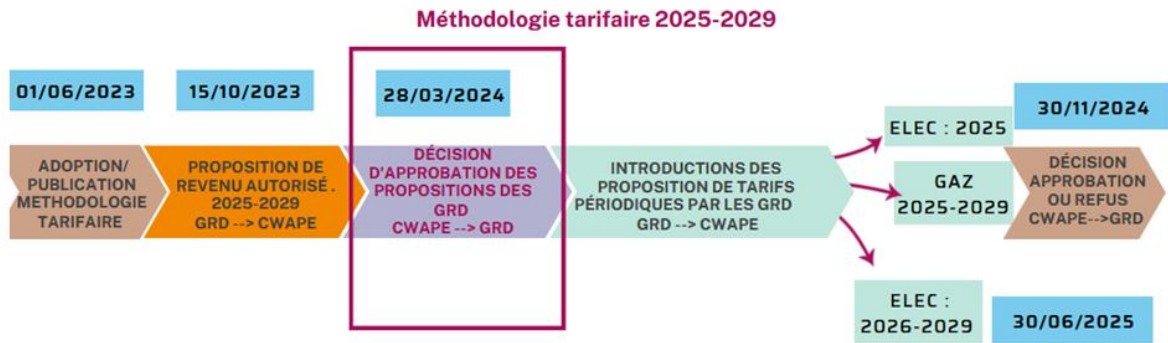 Méthodologie tarifaire 2025-2029
01/06/2023
15/10/2023
28/03/2024
30/11/2024
ADOPTION/
PUBLICATION
METHODOLOGIE
TARIFAIRE
PROPOSITION DE
REVENU AUTORISÉ .
2025-2029
GRD --> CWAPE
DÉCISION
D'APPROBATION DES
PROPOSITIONS DES
GRD
CWAPE --> GRD
INTRODUCTIONS DES
PROPOSITION DE TARIFS
PÉRIODIQUES PAR LES GRD
GRD --> CWAPE
ELEC : 2025
GAZ
2025-2029
ELEC :
2026-2029
DÉCISION
APPROBATION
OU REFUS
CWAPE-->GRD
30/06/2025